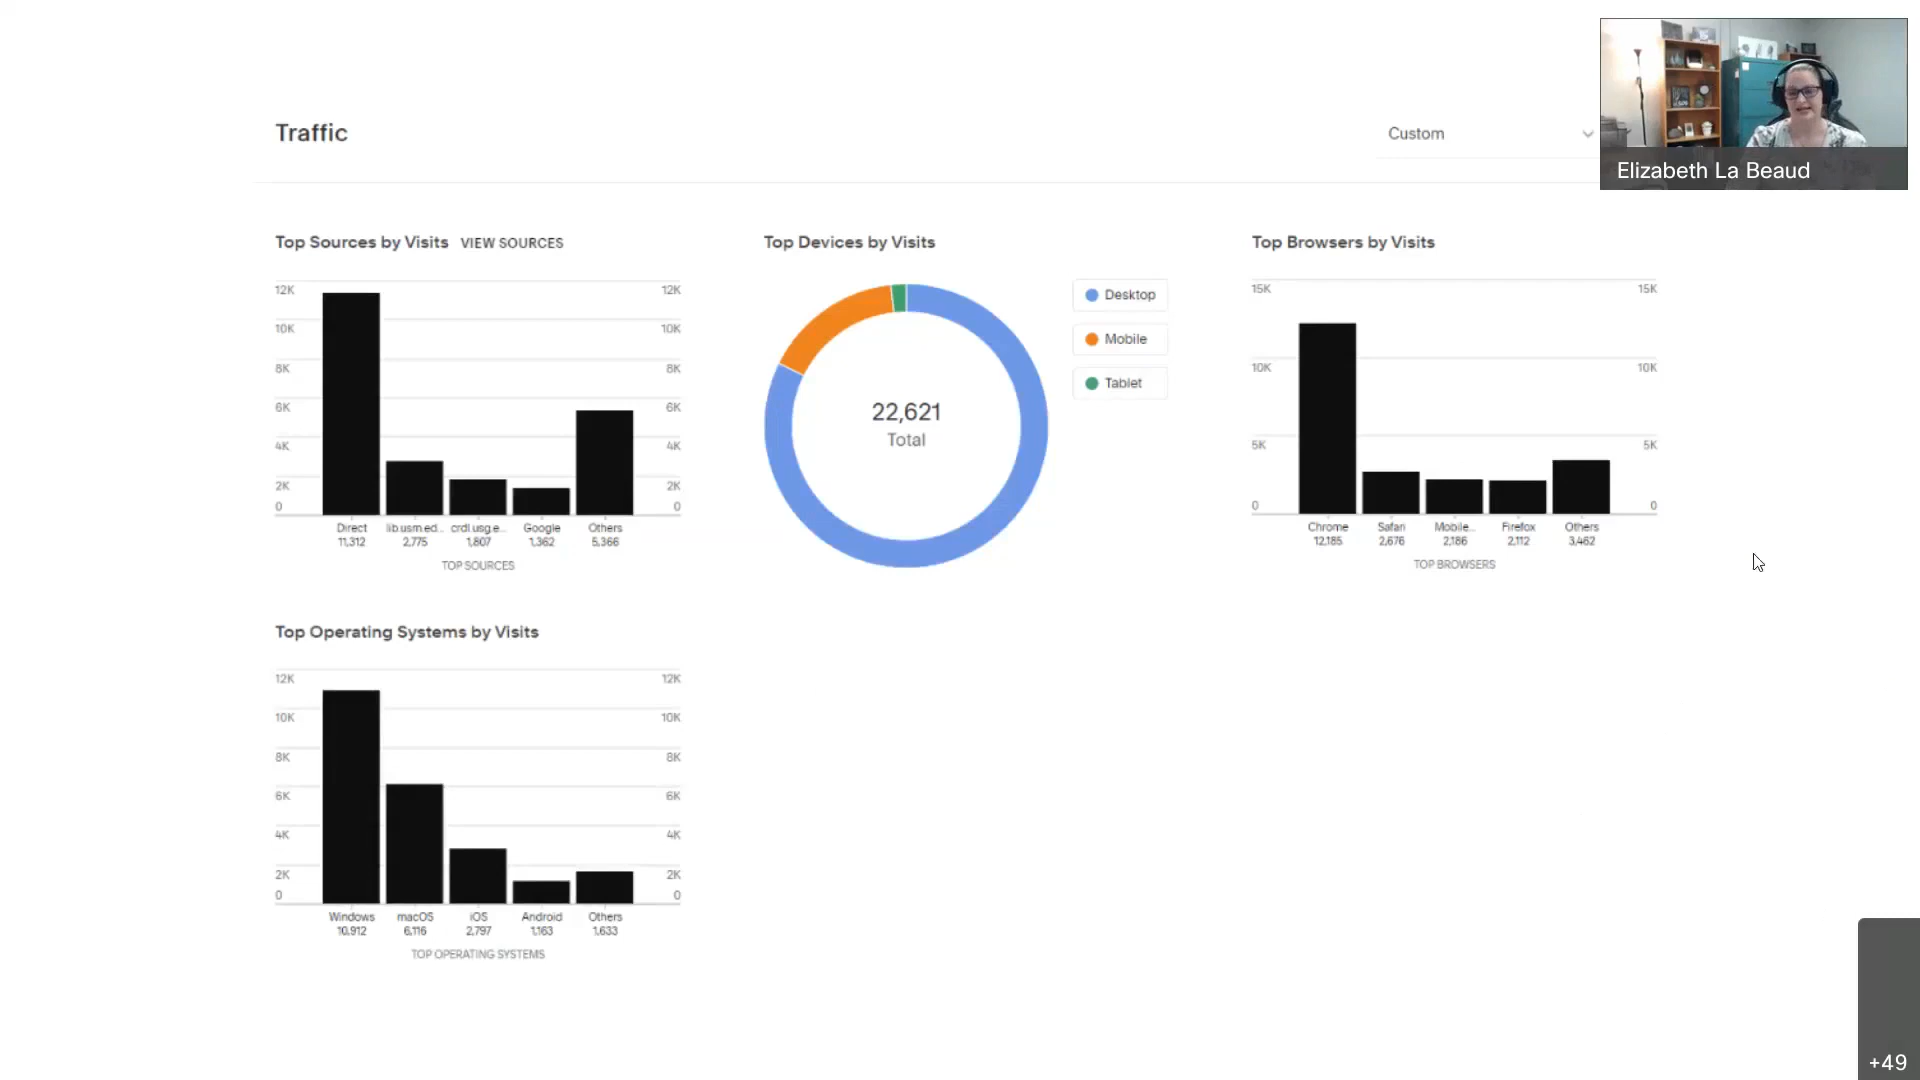 Traffic
Custom
Elizabeth La Beaud
Top Sources by Visits VIEW SOURCES
12K 12K
10K 10K
8K 8K
6K 6K
4K 4K
2K 2K
0 0
Direct lib.usm.ed... crdl.usg.e... Google Others
11,312 2,775 1,807 1,362 5,366
TOP SOURCES
Top Devices by Visits
22,621
Total
Desktop
Mobile
Tablet
Top Browsers by Visits
15K 15K
10K 10K
5K 5K
0 0
Chrome Safari Mobile... Firefox Others
12,185 2,676 2,186 2,112 3,462
TOP BROWSERS
Top Operating Systems by Visits
12K 12K
10K 10K
8K 8K
6K 6K
4K 4K
2K 2K
0 0
Windows macOS iOS Android Others
10,912 6,116 2,797 1,163 1,633
TOP OPERATING SYSTEMS
+49